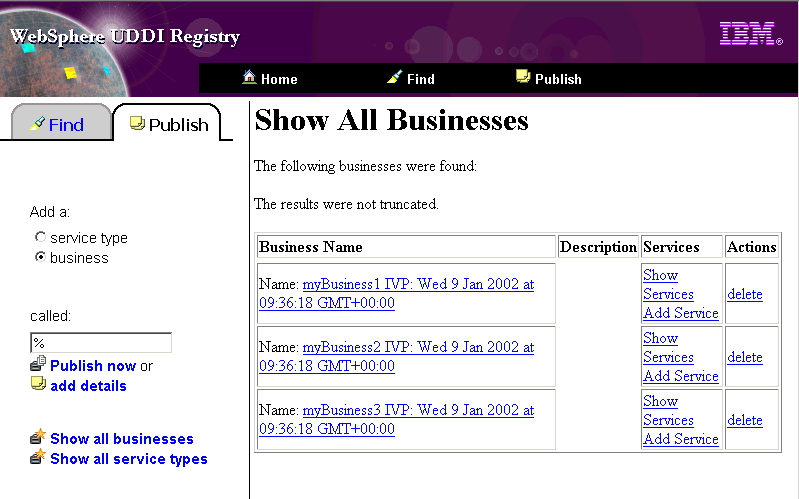 WebSphere UDDI Registry
IBM®
Home Find Publish
Find Publish
Add a:
service type
business
called:
%
Publish now or
add details
Show all businesses
Show all service types
Show All Businesses
The following businesses were found:
The results were not truncated.
Business Name Description Services Actions
Name: myBusiness1 IVP: Wed 9 Jan 2002 at
09:36:18 GMT+00:00
Show
Services
Add Service
delete
Name: myBusiness2 IVP: Wed 9 Jan 2002 at
09:36:18 GMT+00:00
Show
Services
Add Service
delete
Name: myBusiness3 IVP: Wed 9 Jan 2002 at
09:36:18 GMT+00:00
Show
Services
Add Service
delete